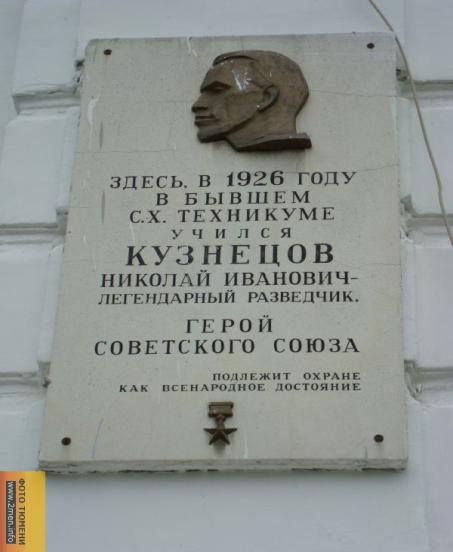 ЗДЕСЬ, В 1926 ГОДУ
В БЫВШЕМ
С.Х. ТЕХНИКУМЕ
УЧИЛСЯ
КУЗНЕЦОВ
НИКОЛАЙ ИВАНОВИЧ-
ЛЕГЕНДАРНЫЙ РАЗВЕДЧИК.
ГЕРОЙ
СОВЕТСКОГО СОЮЗА
ПОДЛЕЖИТ ОХРАНЕ
КАК ВСЕНАРОДНОЕ ДОСТОЯНИЕ
ФОТО ТЮМЕНИ
www.2men.info